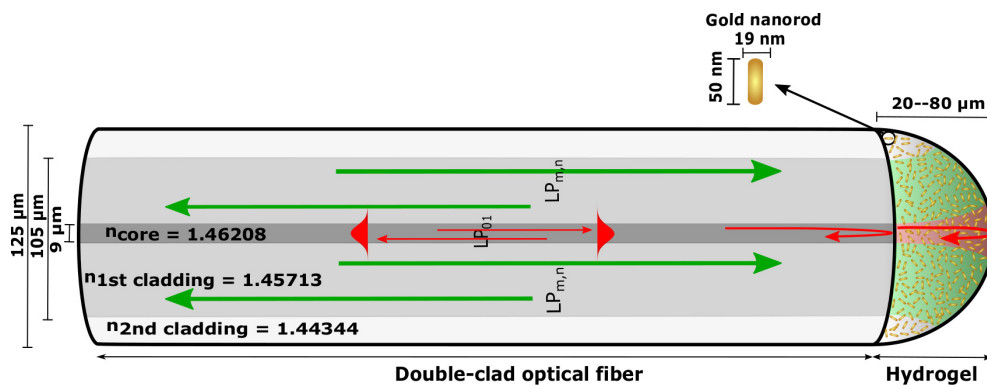 Gold nanorod
19 nm
50 nm
20--80 µm
125 µm
105 µm
9 µm
LPm,n
LP01
ncore = 1.46208
n1st cladding = 1.45713
LPm,n
n2nd cladding = 1.44344
Double-clad optical fiber
Hydrogel